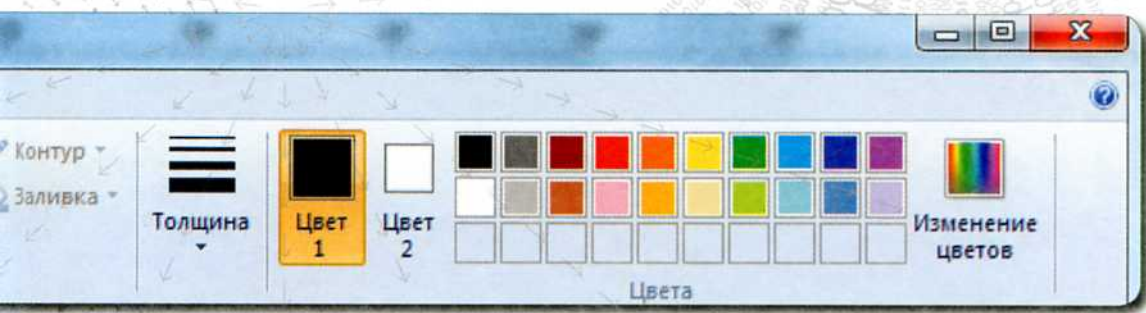 Контур
Заливка
Толщина
Цвет
1
Цвет
2
Изменение
цветов
Цвета